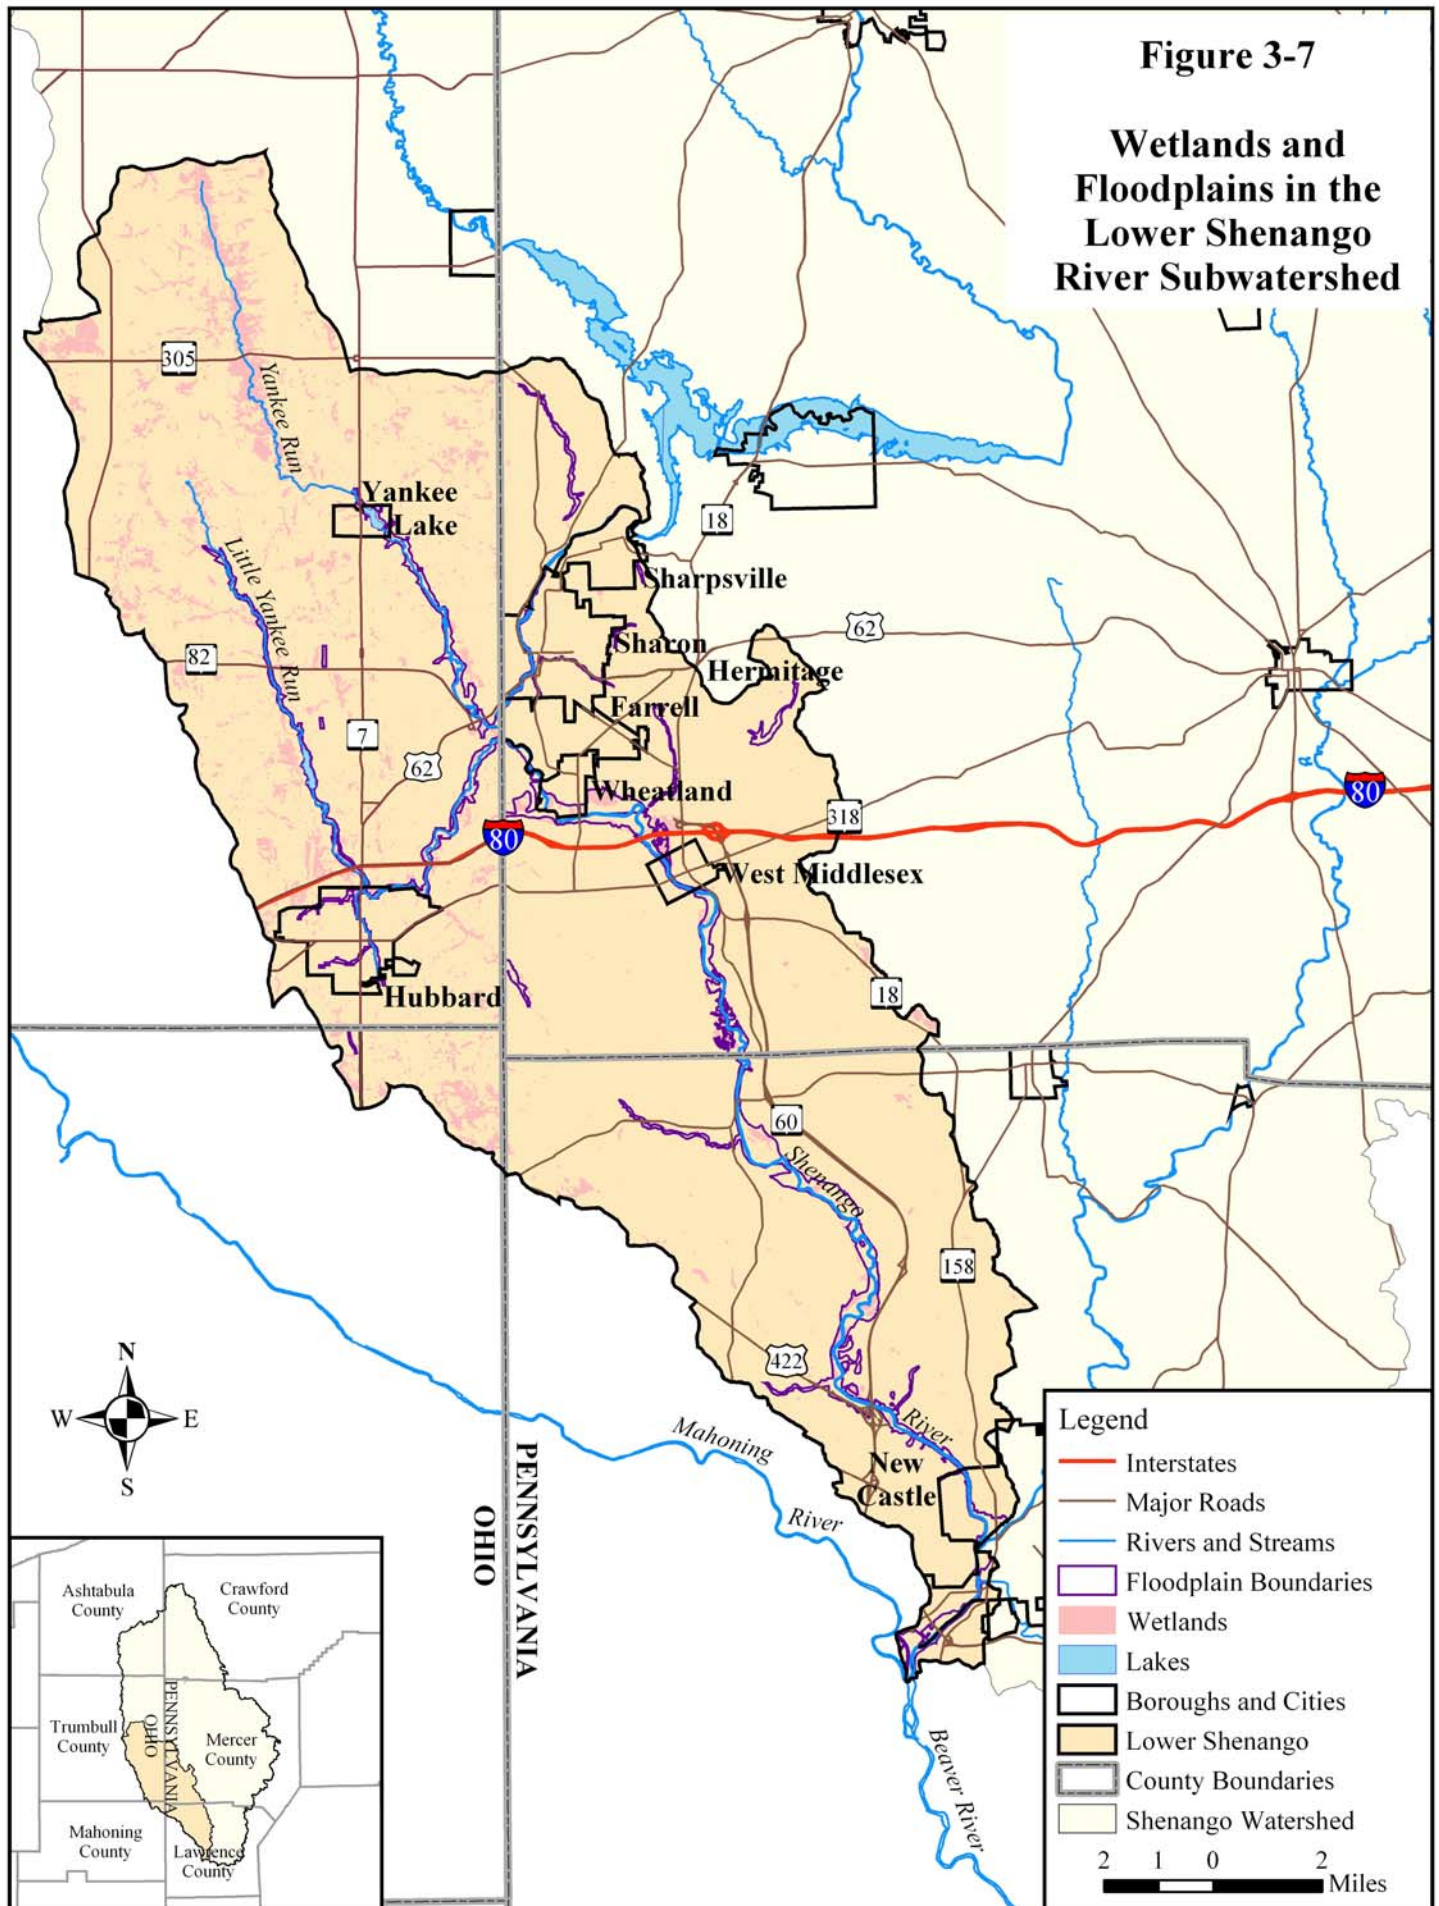 Figure 3-7
Wetlands and
Floodplains in the
Lower Shenango
River Subwatershed
305
Yankee Run
Yankee
Lake
18
Little Yankee Run
Sharpsville
62
82
Sharon
Hermitage
Farrell
7
62
Wheatland
80
318
80
West Middlesex
18
Hubbard
60
Shenango
158
422
River
New
Castle
N
W
E
S
Mahoning
River
PENNSYLVANIA
OHIO
Beaver River
Ashtabula
County
Crawford
County
Trumbull
County
OHIO
PENNSYLVANIA
Mercer
County
Mahoning
County
Lawrence
County
Legend
Interstates
Major Roads
Rivers and Streams
Floodplain Boundaries
Wetlands
Lakes
Boroughs and Cities
Lower Shenango
County Boundaries
Shenango Watershed
2 1 0 2
Miles